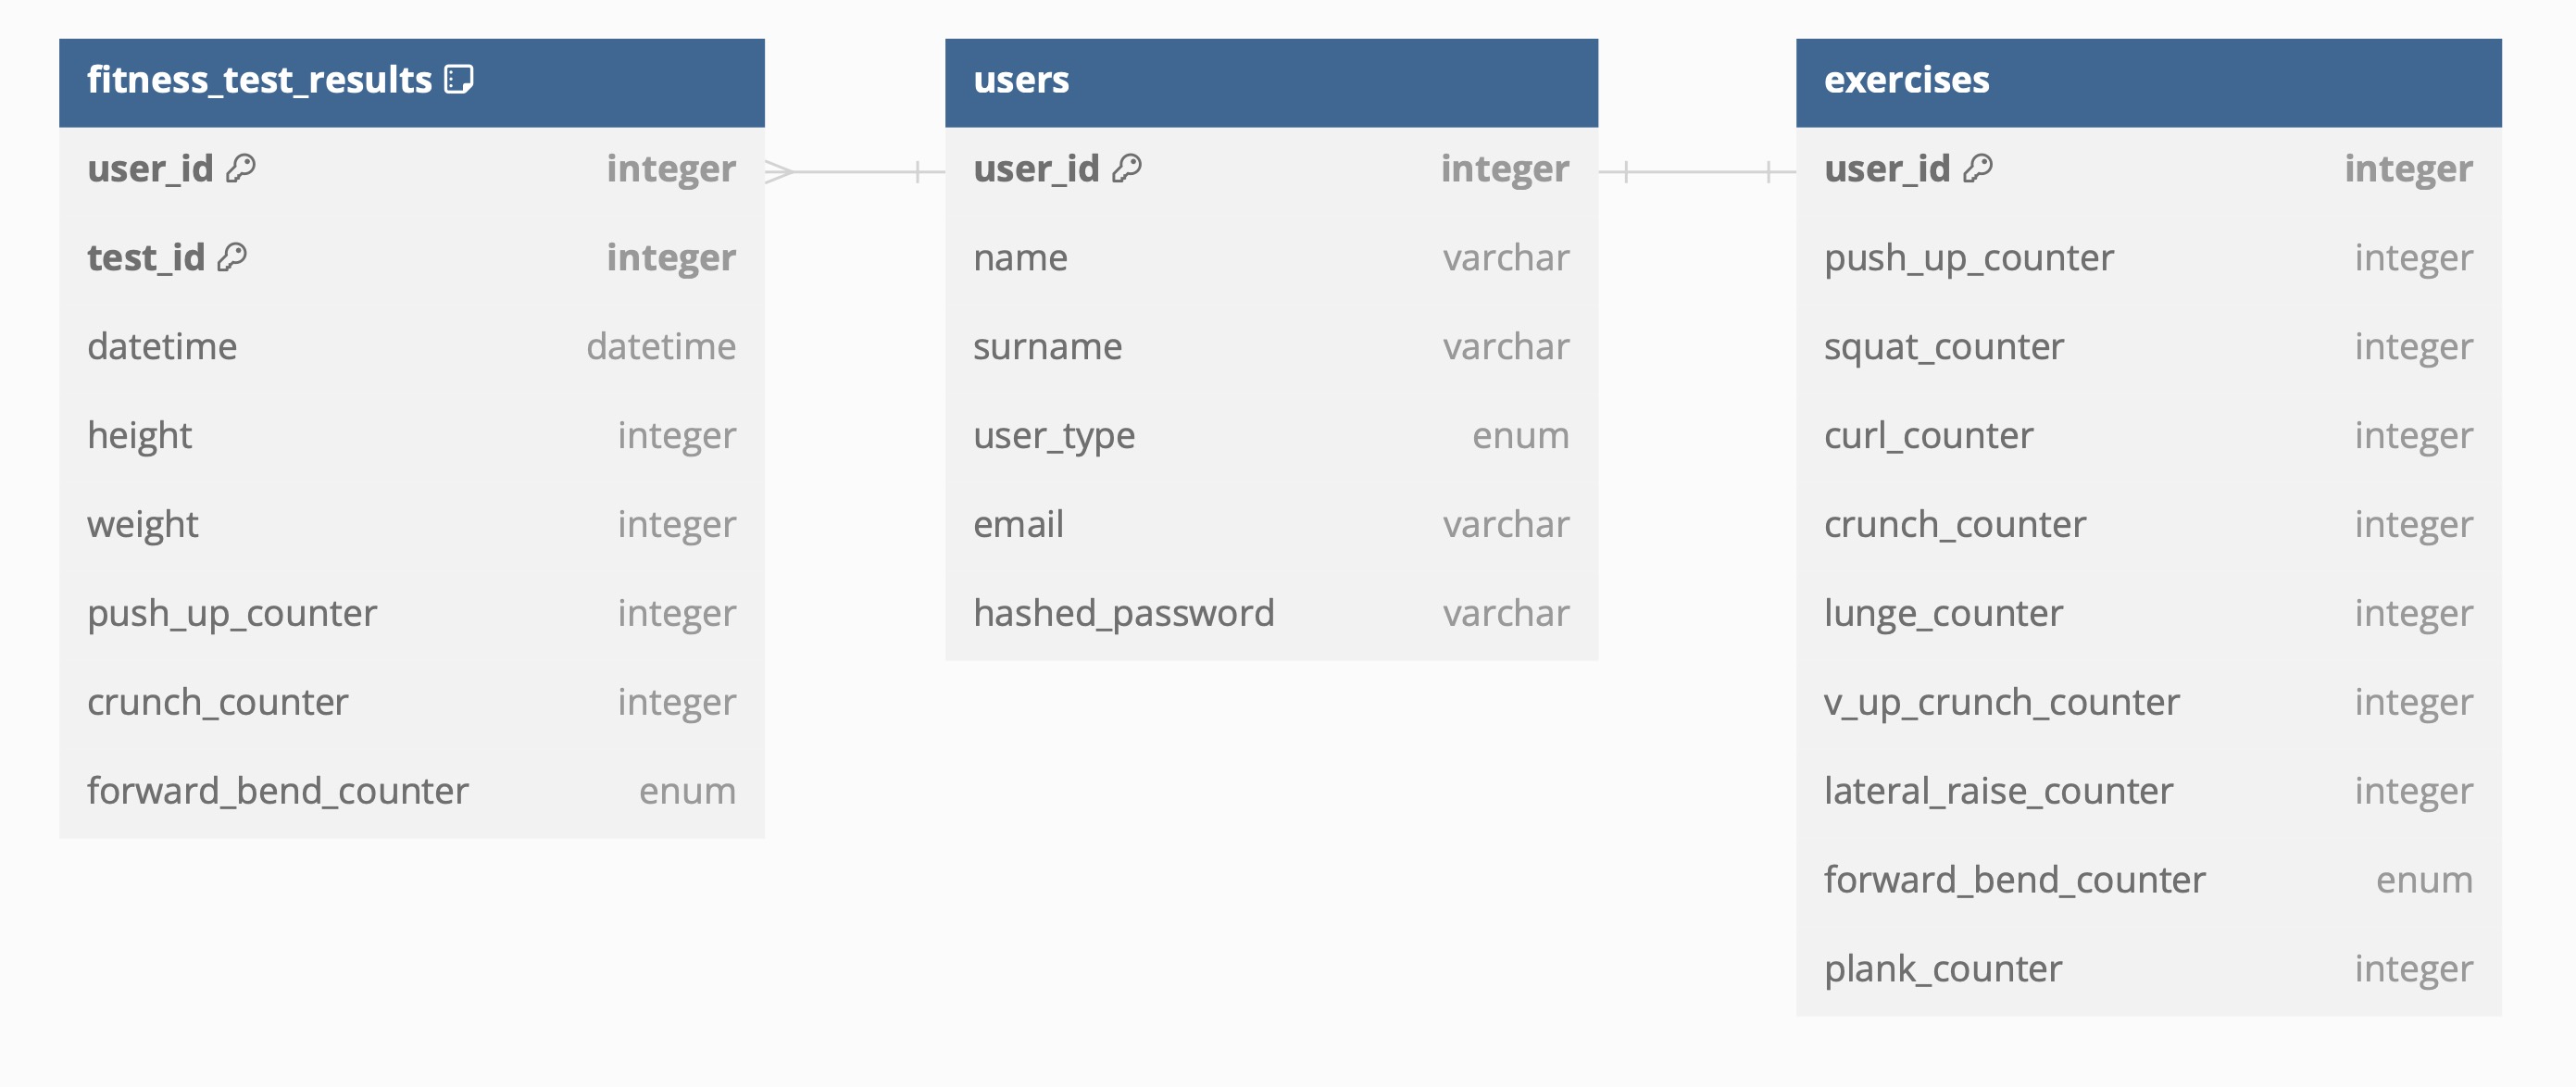 fitness_test_results
user_id integer
test_id integer
datetime datetime
height integer
weight integer
push_up_counter integer
crunch_counter integer
forward_bend_counter enum
users
user_id integer
name varchar
surname varchar
user_type enum
email varchar
hashed_password varchar
exercises
user_id integer
push_up_counter integer
squat_counter integer
curl_counter integer
crunch_counter integer
lunge_counter integer
v_up_crunch_counter integer
lateral_raise_counter integer
forward_bend_counter enum
plank_counter integer